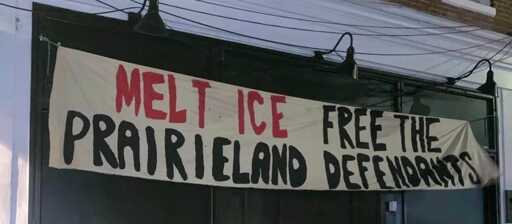 MELT ICE FREE THE
PRAIRIELAND DEFENDANTS